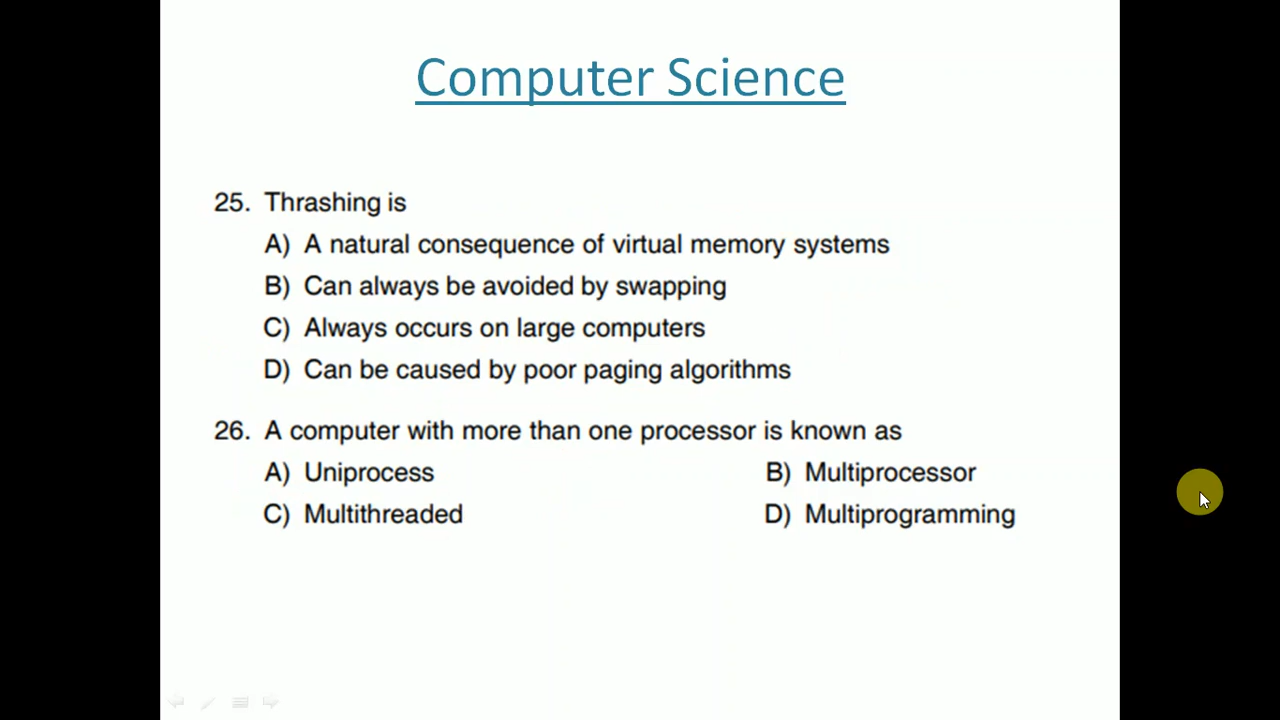 Computer Science
25. Thrashing is
A) A natural consequence of virtual memory systems
B) Can always be avoided by swapping
C) Always occurs on large computers
D) Can be caused by poor paging algorithms
26. A computer with more than one processor is known as
A) Uniprocess B) Multiprocessor
C) Multithreaded D) Multiprogramming